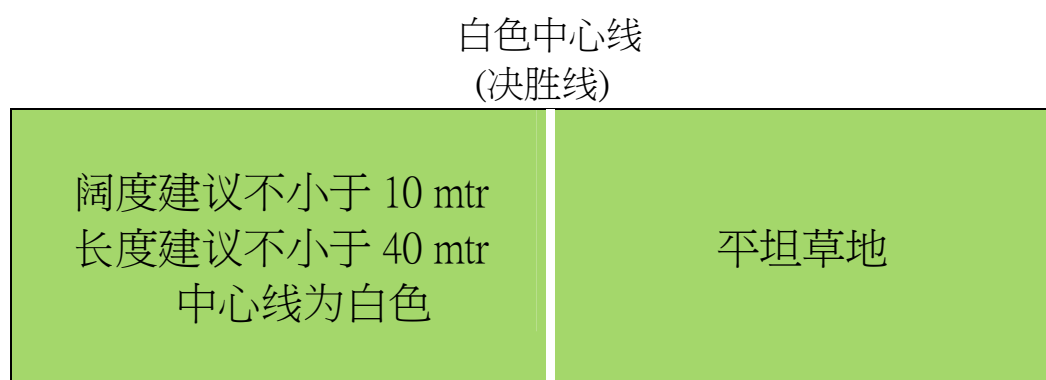 白色中心线
(决胜线)
阔度建议不小于 10 mtr
长度建议不小于 40 mtr
中心线为白色
平坦草地